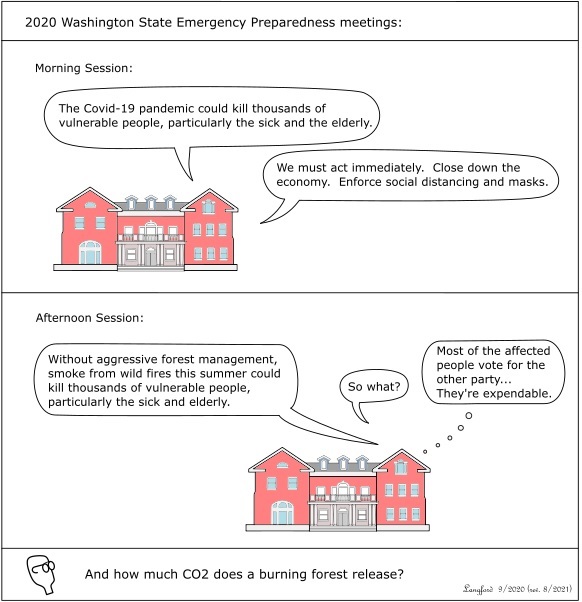 2020 Washington State Emergency Preparedness meetings:
Morning Session:
The Covid-19 pandemic could kill thousands of
vulnerable people, particularly the sick and the elderly.
We must act immediately.  Close down the
economy.  Enforce social distancing and masks.
Afternoon Session:
Without aggressive forest management,
smoke from wild fires this summer could
kill thousands of vulnerable people,
particularly the sick and elderly.
So what?
Most of the affected
people vote for the
other party...
They're expendable.
And how much CO2 does a burning forest release?
Langford 9/2020 (rev. 8/2021)